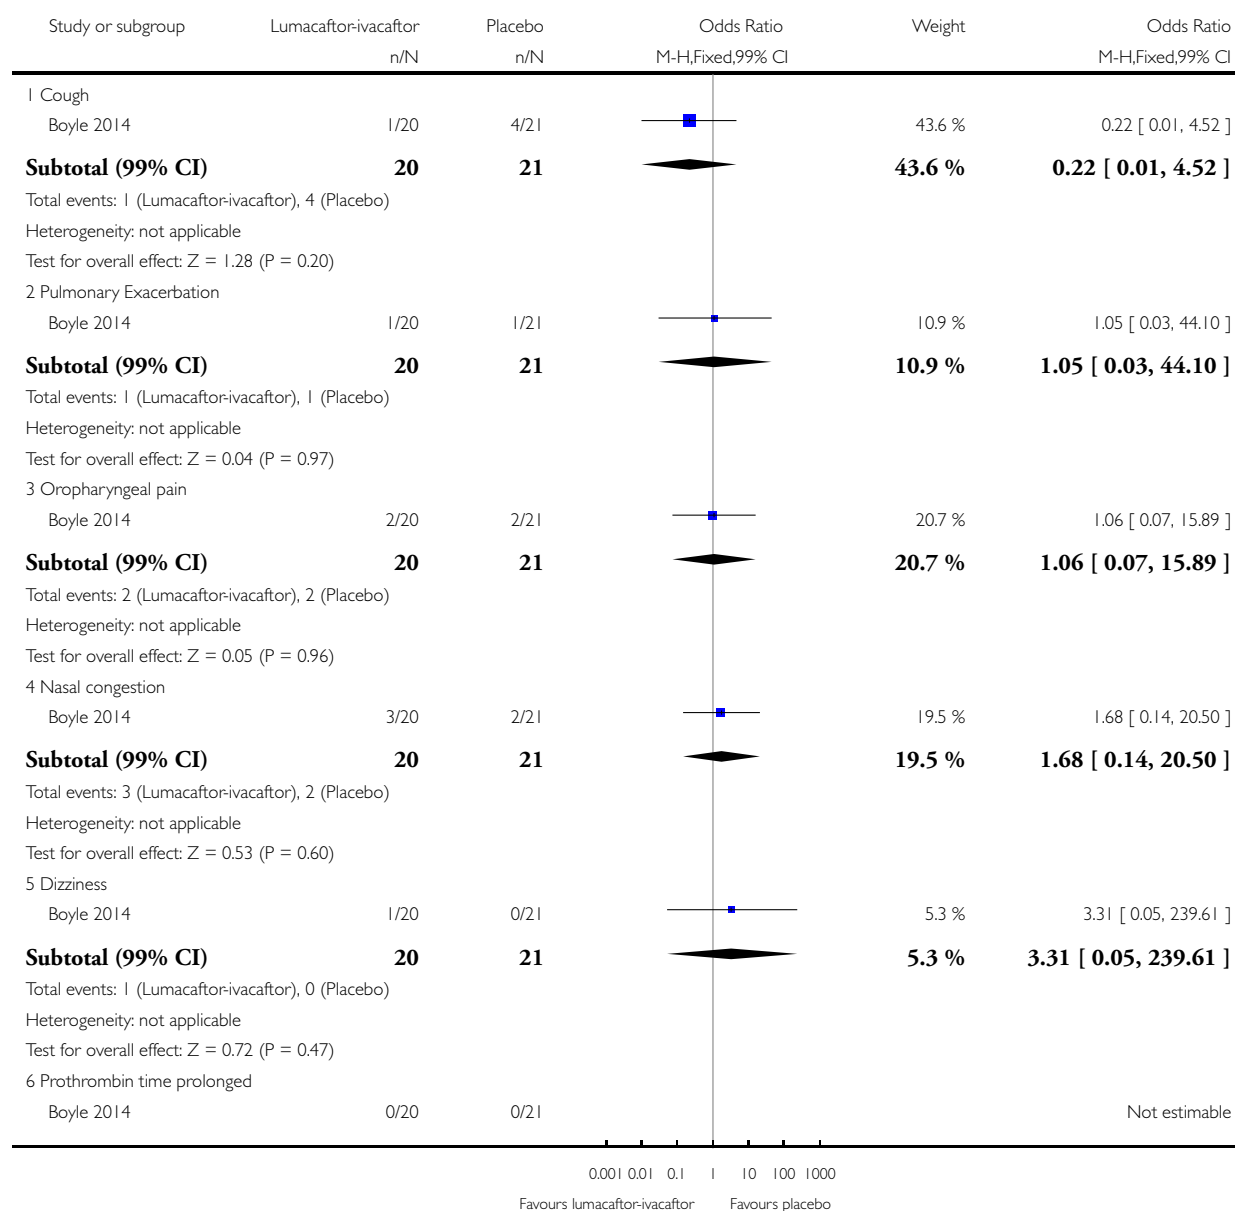 Study or subgroup Lumacaftor-ivacaftor Placebo Odds Ratio Weight Odds Ratio
n/N n/N M-H,Fixed,99% CI M-H,Fixed,99% CI
1 Cough
Boyle 2014 1/20 4/21 43.6 % 0.22 [ 0.01, 4.52 ]
Subtotal (99% CI) 20 21 43.6 % 0.22 [ 0.01, 4.52 ]
Total events: 1 (Lumacaftor-ivacaftor), 4 (Placebo)
Heterogeneity: not applicable
Test for overall effect: Z = 1.28 (P = 0.20)
2 Pulmonary Exacerbation
Boyle 2014 1/20 1/21 10.9 % 1.05 [ 0.03, 44.10 ]
Subtotal (99% CI) 20 21 10.9 % 1.05 [ 0.03, 44.10 ]
Total events: 1 (Lumacaftor-ivacaftor), 1 (Placebo)
Heterogeneity: not applicable
Test for overall effect: Z = 0.04 (P = 0.97)
3 Oropharyngeal pain
Boyle 2014 2/20 2/21 20.7 % 1.06 [ 0.07, 15.89 ]
Subtotal (99% CI) 20 21 20.7 % 1.06 [ 0.07, 15.89 ]
Total events: 2 (Lumacaftor-ivacaftor), 2 (Placebo)
Heterogeneity: not applicable
Test for overall effect: Z = 0.05 (P = 0.96)
4 Nasal congestion
Boyle 2014 3/20 2/21 19.5 % 1.68 [ 0.14, 20.50 ]
Subtotal (99% CI) 20 21 19.5 % 1.68 [ 0.14, 20.50 ]
Total events: 3 (Lumacaftor-ivacaftor), 2 (Placebo)
Heterogeneity: not applicable
Test for overall effect: Z = 0.53 (P = 0.60)
5 Dizziness
Boyle 2014 1/20 0/21 5.3 % 3.31 [ 0.05, 239.61 ]
Subtotal (99% CI) 20 21 5.3 % 3.31 [ 0.05, 239.61 ]
Total events: 1 (Lumacaftor-ivacaftor), 0 (Placebo)
Heterogeneity: not applicable
Test for overall effect: Z = 0.72 (P = 0.47)
6 Prothrombin time prolonged
Boyle 2014 0/20 0/21 Not estimable
0.001 0.01 0.1 1 10 100 1000
Favours lumacaftor-ivacaftor Favours placebo